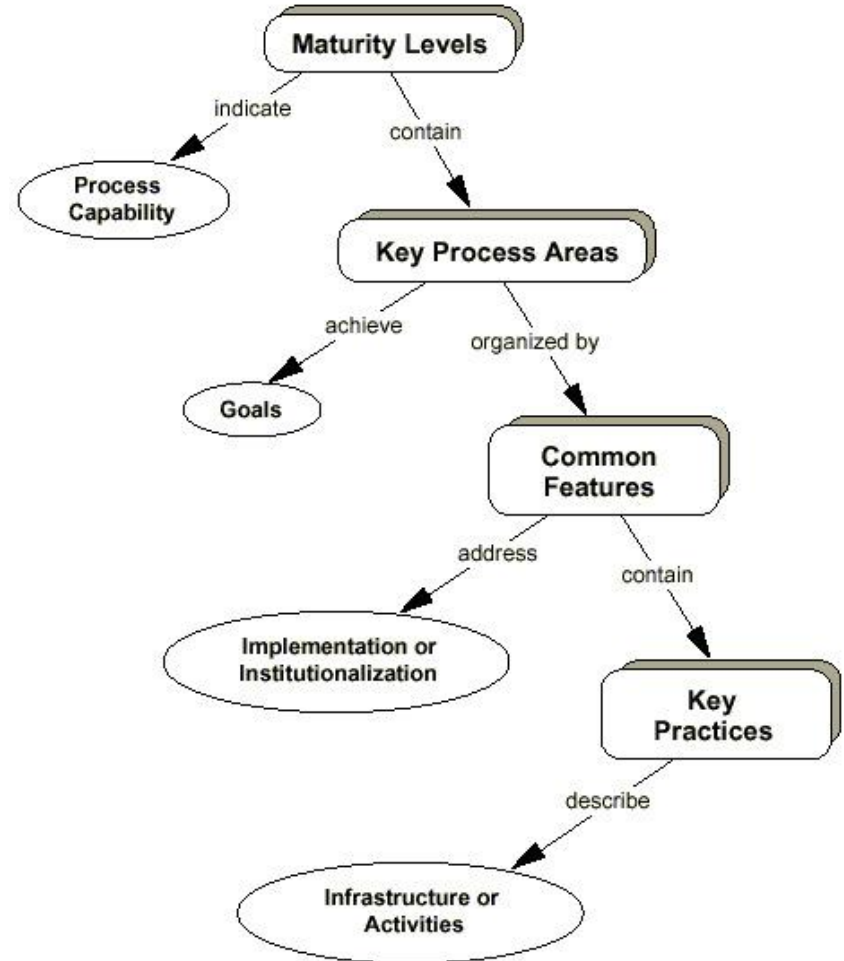 Maturity Levels
indicate
contain
Process
Capability
Key Process Areas
achieve
organized by
Goals
Common
Features
address
contain
Implementation or
Institutionalization
Key
Practices
describe
Infrastructure or
Activities